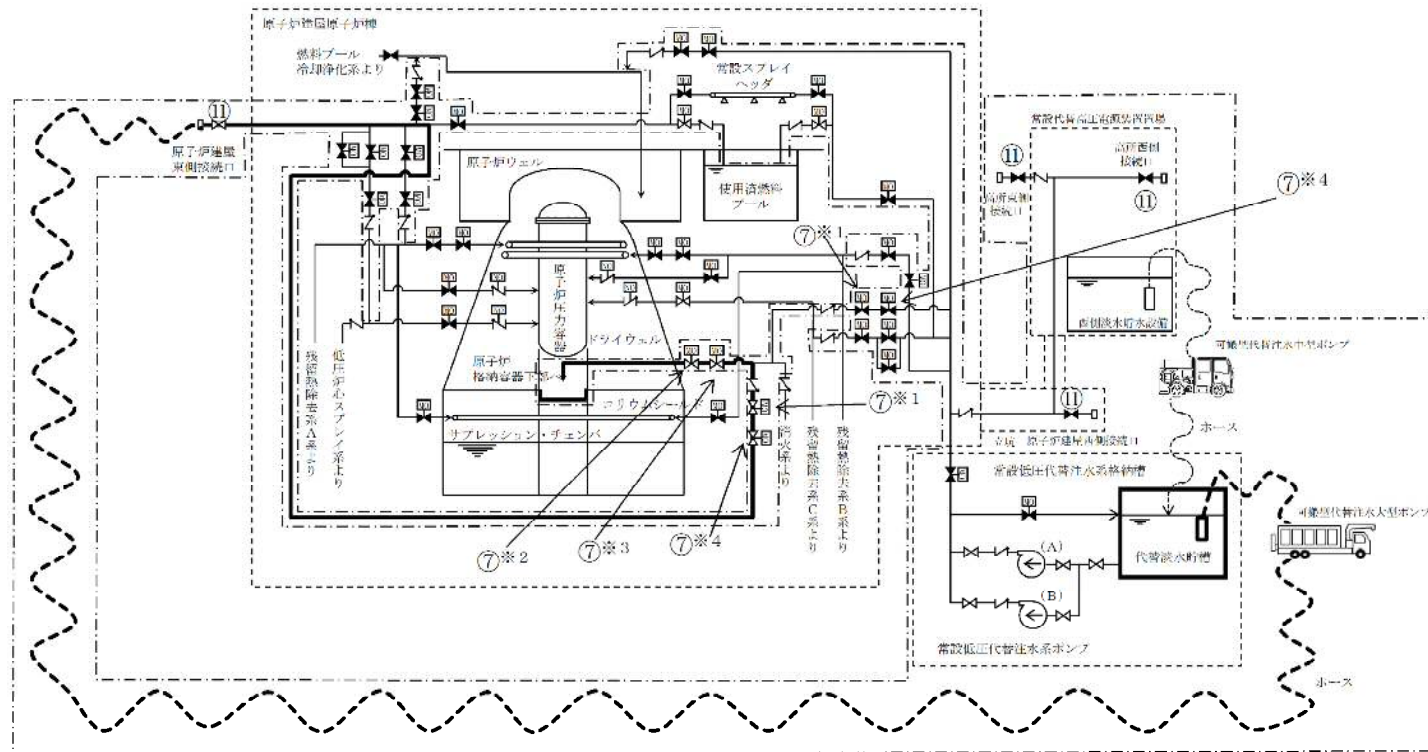 原子炉建屋原子炉棟
燃料プール
冷却浄化系より
MO
MO
常設スプレイ
ヘッダ
⑪
原子炉建屋
東側接続口
原子炉ウェル
使用済燃料
プール
常設代替高圧電源装置置場
⑪
高所東側
接続口
高所西側
接続口
⑪
⑦※4
⑦※1
西側淡水貯水設備
可搬型代替注水中型ポンプ
原子炉圧力容器
ドライウェル
原子炉
格納容器下部へ
コリウムシールド
サプレッション・チェンバ
残留熱除去系A系より
低圧炉心スプレイ系より
⑦※1
消火系より
残留熱除去系C系より
残留熱除去系B系より
⑦※2
⑦※3
⑦※4
⑪
立坑
原子炉建屋西側接続口
ホース
常設低圧代替注水系格納槽
MO
(A)
(B)
代替淡水貯槽
可搬型代替注水大型ポンプ
常設低圧代替注水系ポンプ
ホース